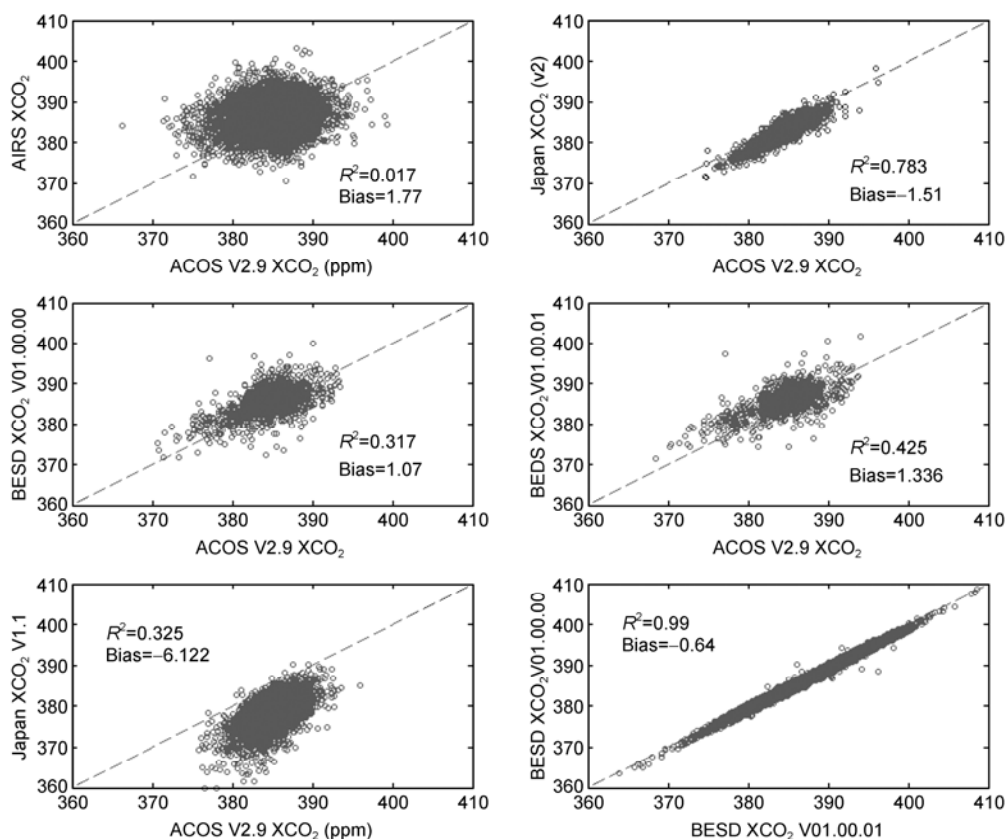 410
400
390
380
370
360
AIRS XCO₂
R²=0.017
Bias=1.77
360 370 380 390 400 410
ACOS V2.9 XCO₂ (ppm)
410
400
390
380
370
360
Japan XCO₂ (v2)
R²=0.783
Bias=−1.51
360 370 380 390 400 410
ACOS V2.9 XCO₂
410
400
390
380
370
360
BESD XCO₂ V01.00.00
R²=0.317
Bias=1.07
360 370 380 390 400 410
ACOS V2.9 XCO₂
410
400
390
380
370
360
BEDS XCO₂V01.00.01
R²=0.425
Bias=1.336
360 370 380 390 400 410
ACOS V2.9 XCO₂
410
400
390
380
370
360
Japan XCO₂ V1.1
R²=0.325
Bias=−6.122
360 370 380 390 400 410
ACOS V2.9 XCO₂ (ppm)
410
400
390
380
370
360
BESD XCO₂V01.00.00
R²=0.99
Bias=−0.64
360 370 380 390 400 410
BESD XCO₂ V01.00.01